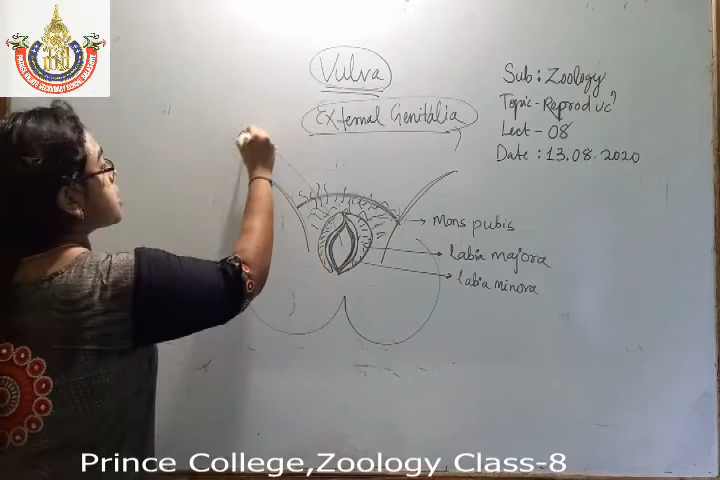 Vulva
External Genitalia
Sub : Zoology
Topic - Reproducⁿ
Lect - 08
Date : 13.08.2020
Mons pubis
Labia majora
labia minora
Prince College,Zoology Class-8